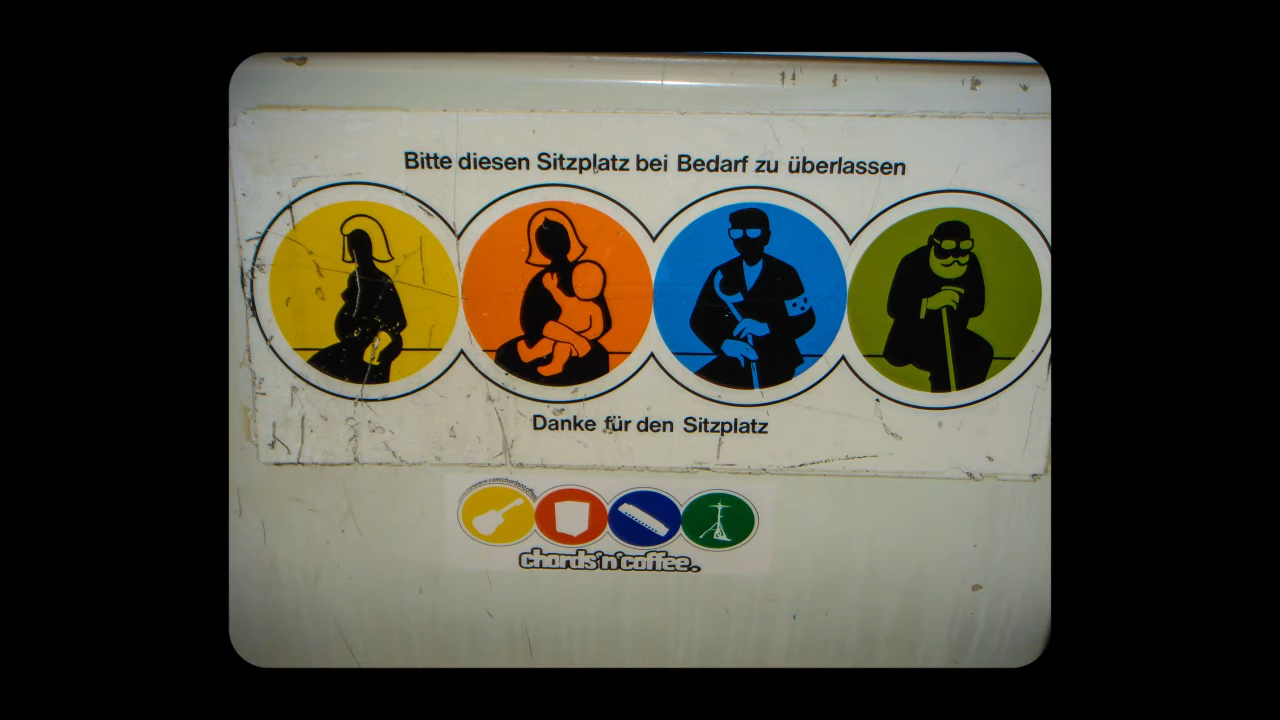 Bitte diesen Sitzplatz bei Bedarf zu überlassen
Danke für den Sitzplatz
chords'n'coffee.